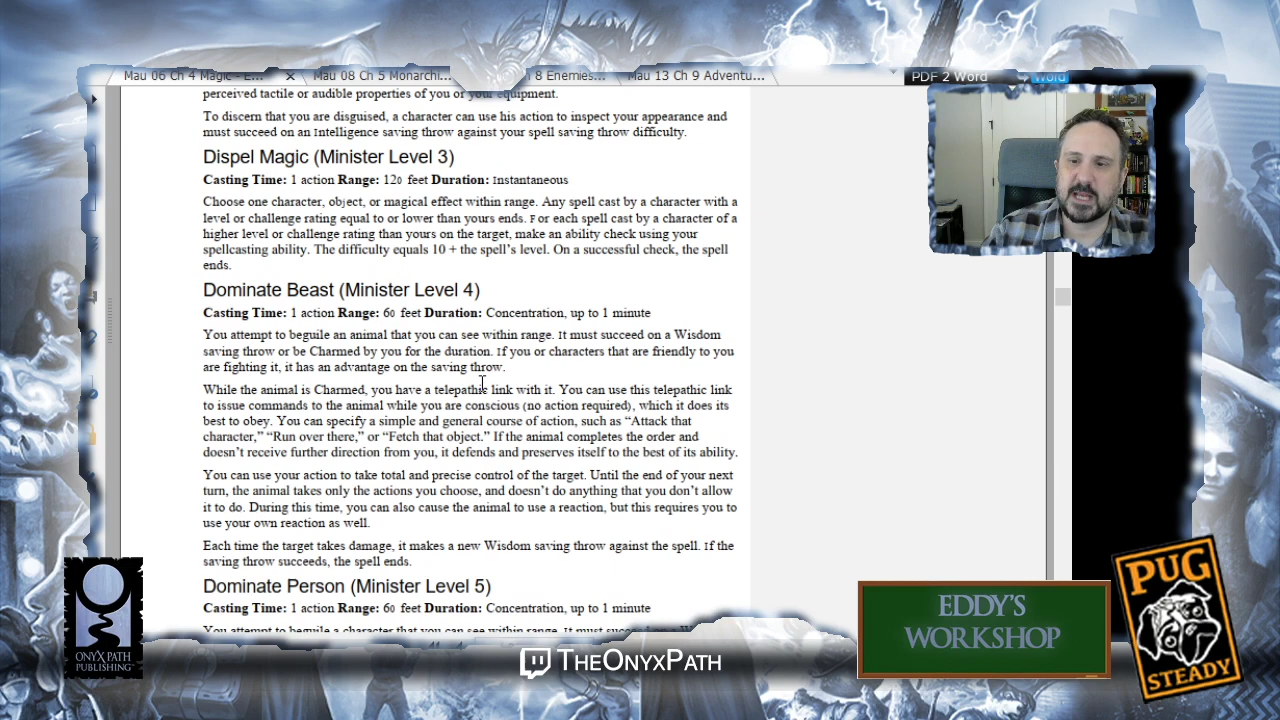 Mau 06 Ch 4 Magic - E...
Mau 08 Ch 5 Monarchi...
8 Enemies...
Mau 13 Ch 9 Adventu...
PDF 2 Word
Word
perceived tactile or audible properties of you or your equipment.
To discern that you are disguised, a character can use his action to inspect your appearance and
must succeed on an Intelligence saving throw against your spell saving throw difficulty.
Dispel Magic (Minister Level 3)
Casting Time: 1 action Range: 120 feet Duration: Instantaneous
Choose one character, object, or magical effect within range. Any spell cast by a character with a
level or challenge rating equal to or lower than yours ends. For each spell cast by a character of a
higher level or challenge rating than yours on the target, make an ability check using your
spellcasting ability. The difficulty equals 10 + the spell’s level. On a successful check, the spell
ends.
Dominate Beast (Minister Level 4)
Casting Time: 1 action Range: 60 feet Duration: Concentration, up to 1 minute
You attempt to beguile an animal that you can see within range. It must succeed on a Wisdom
saving throw or be Charmed by you for the duration. If you or characters that are friendly to you
are fighting it, it has an advantage on the saving throw.
While the animal is Charmed, you have a telepathic link with it. You can use this telepathic link
to issue commands to the animal while you are conscious (no action required), which it does its
best to obey. You can specify a simple and general course of action, such as “Attack that
character,” “Run over there,” or “Fetch that object.” If the animal completes the order and
doesn’t receive further direction from you, it defends and preserves itself to the best of its ability.
You can use your action to take total and precise control of the target. Until the end of your next
turn, the animal takes only the actions you choose, and doesn’t do anything that you don’t allow
it to do. During this time, you can also cause the animal to use a reaction, but this requires you to
use your own reaction as well.
Each time the target takes damage, it makes a new Wisdom saving throw against the spell. If the
saving throw succeeds, the spell ends.
Dominate Person (Minister Level 5)
Casting Time: 1 action Range: 60 feet Duration: Concentration, up to 1 minute
You attempt to beguile a character that you can see within range. It must
ONYX PATH
PUBLISHING™
THEONYXPATH
EDDY'S
WORKSHOP
PUG
STEADY